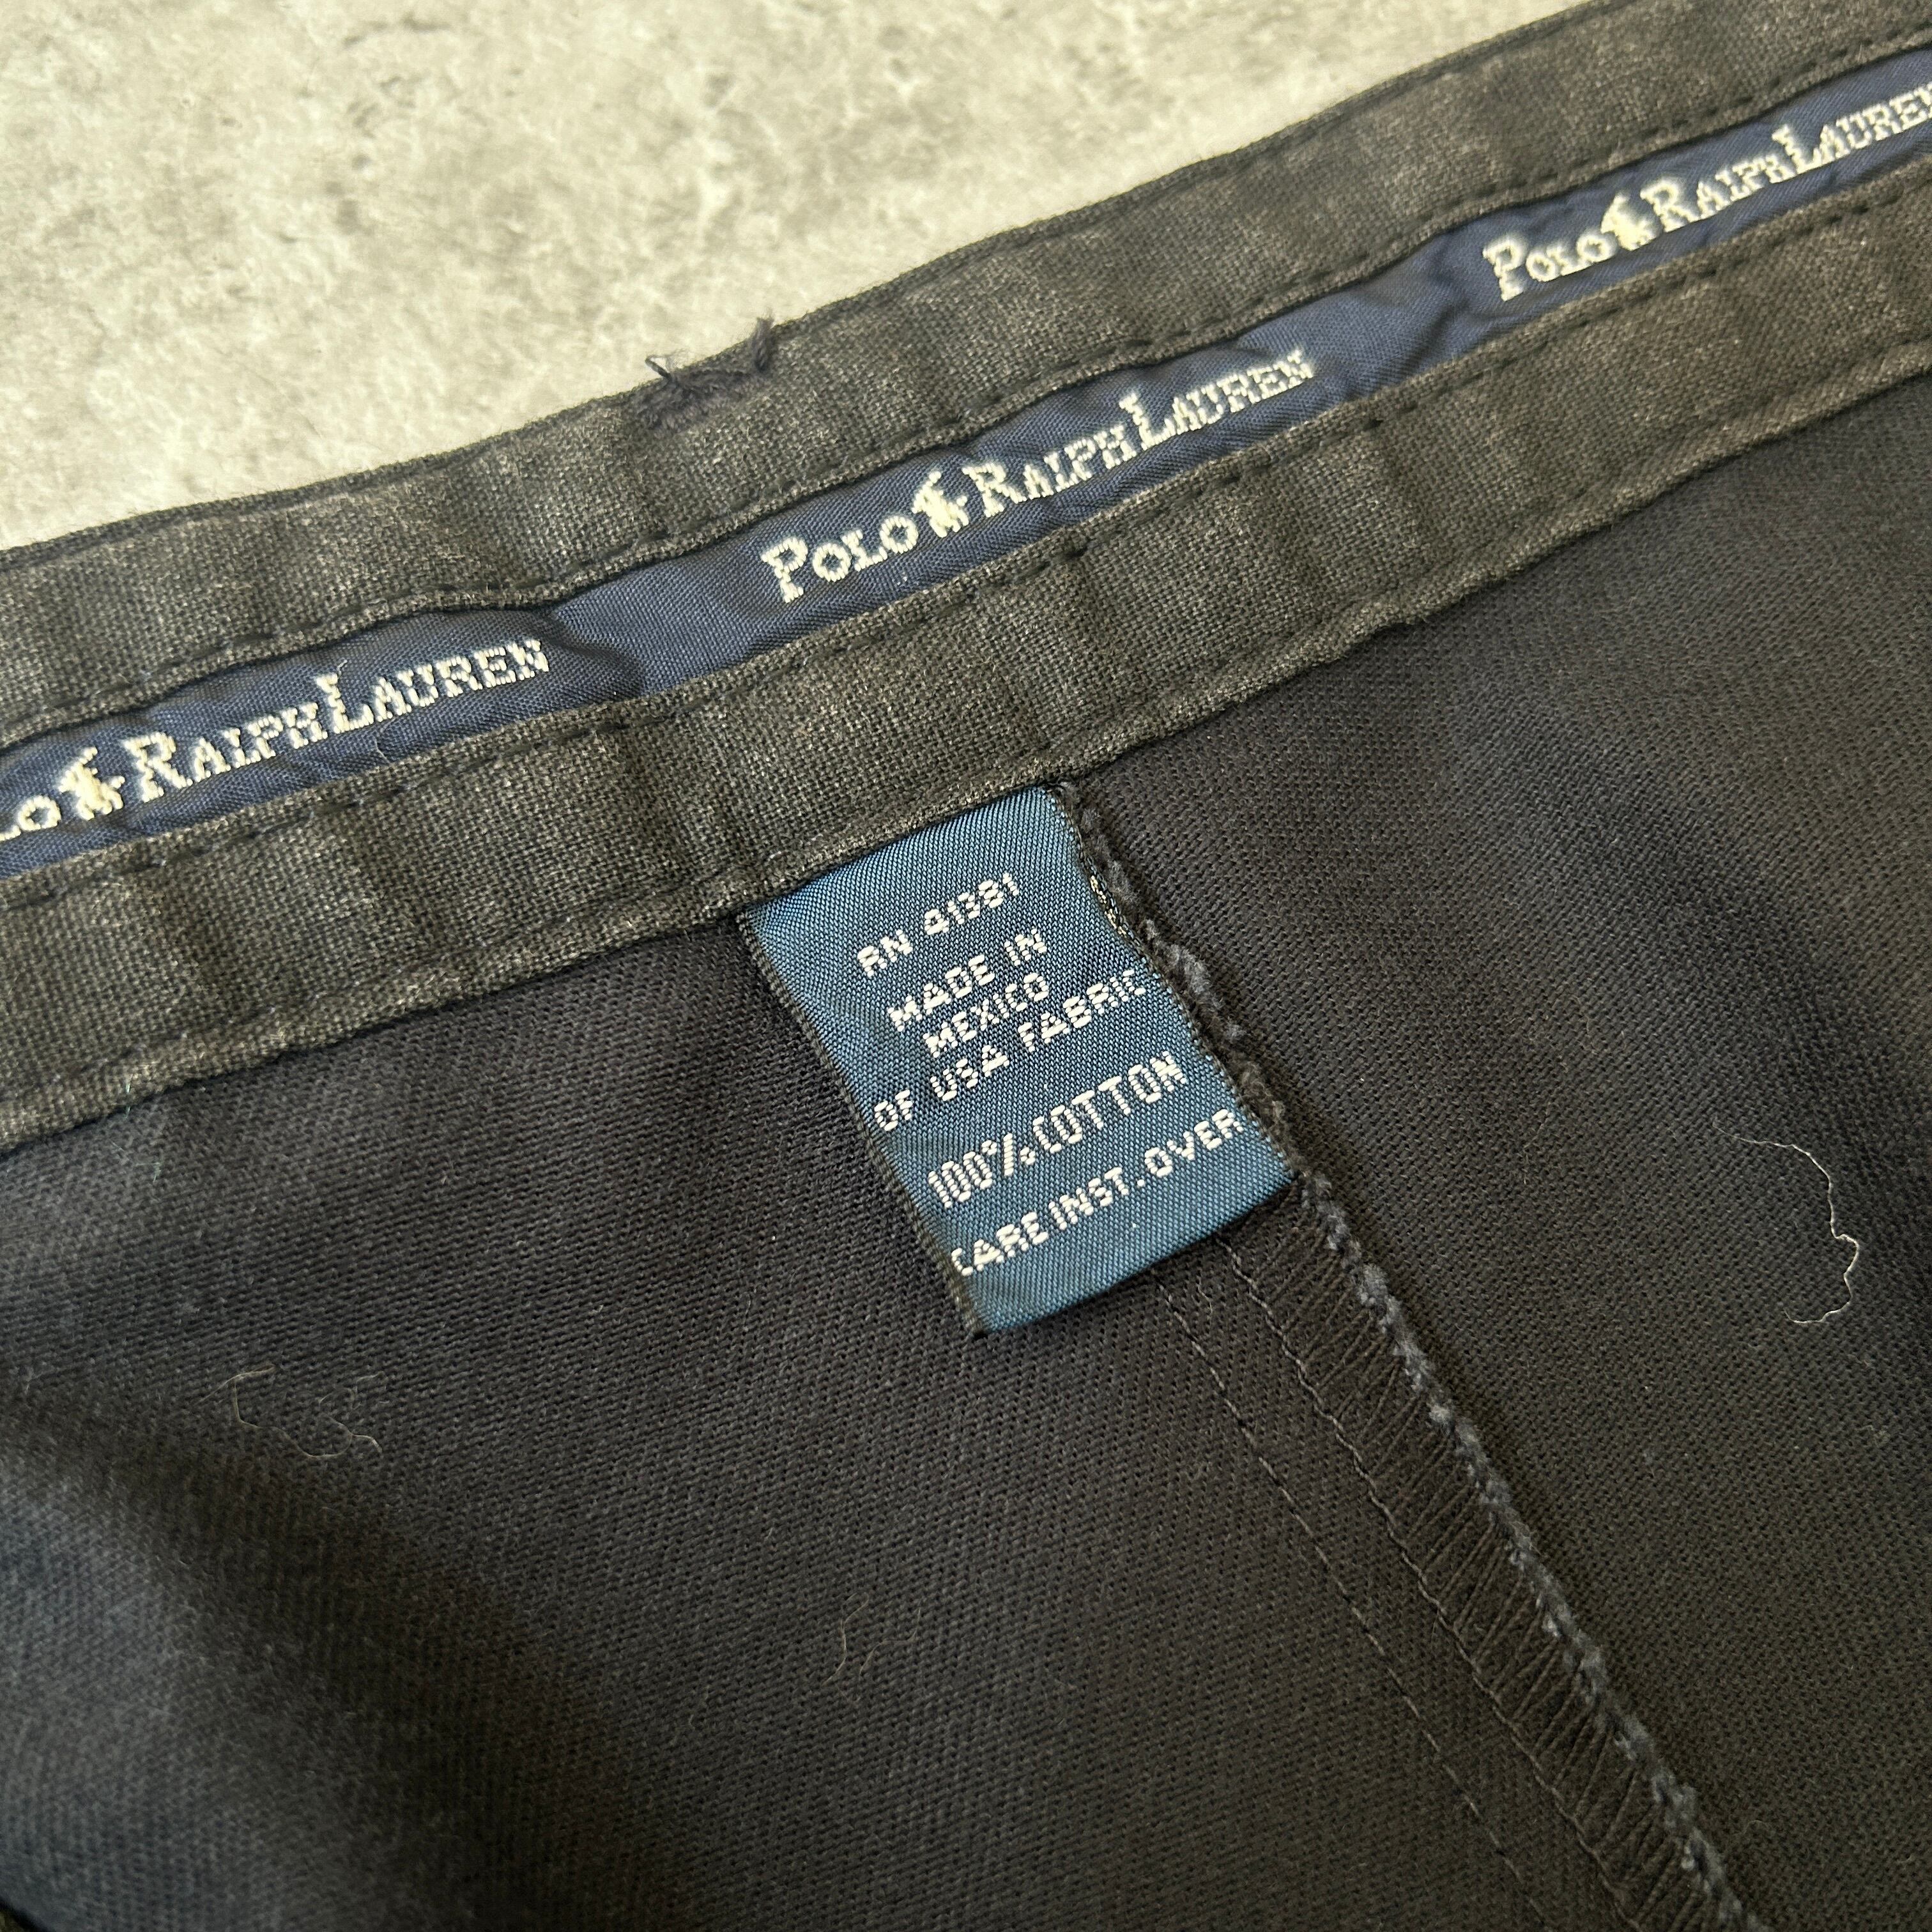 LO RALPH LAUREN
POLO RALPH LAUREN
POLO RALPH LAUREN
RN 41381
MADE IN
MEXICO
OF USA FABRIC
100% COTTON
CARE INST. OVER